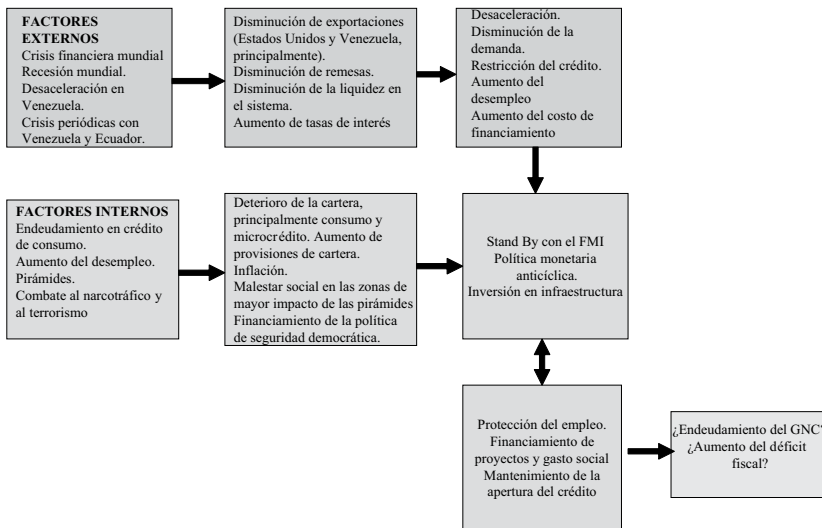 FACTORES
EXTERNOS
Crisis financiera mundial
Recesión mundial.
Desaceleración en
Venezuela.
Crisis periódicas con
Venezuela y Ecuador.
Disminución de exportaciones
(Estados Unidos y Venezuela,
principalmente).
Disminución de remesas.
Disminución de la liquidez en
el sistema.
Aumento de tasas de interés
Desaceleración.
Disminución de la
demanda.
Restricción del crédito.
Aumento del
desempleo
Aumento del costo de
financiamiento
FACTORES INTERNOS
Endeudamiento en crédito
de consumo.
Aumento del desempleo.
Pirámides.
Combate al narcotráfico y
al terrorismo
Deterioro de la cartera,
principalmente consumo y
microcrédito. Aumento de
provisiones de cartera.
Inflación.
Malestar social en las zonas de
mayor impacto de las pirámides
Financiamiento de la política
de seguridad democrática.
Stand By con el FMI
Política monetaria
anticíclica.
Inversión en infraestructura
Protección del empleo.
Financiamiento de
proyectos y gasto social
Mantenimiento de la
apertura del crédito
¿Endeudamiento del GNC?
¿Aumento del déficit
fiscal?